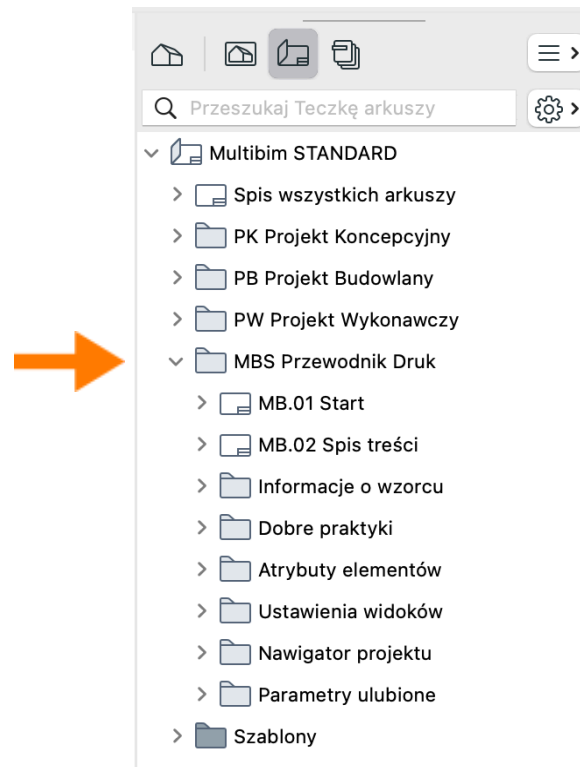 Przeszukaj Teczkę arkuszy
Multibim STANDARD
Spis wszystkich arkuszy
PK Projekt Koncepcyjny
PB Projekt Budowlany
PW Projekt Wykonawczy
MBS Przewodnik Druk
MB.01 Start
MB.02 Spis treści
Informacje o wzorcu
Dobre praktyki
Atrybuty elementów
Ustawienia widoków
Nawigator projektu
Parametry ulubione
Szablony